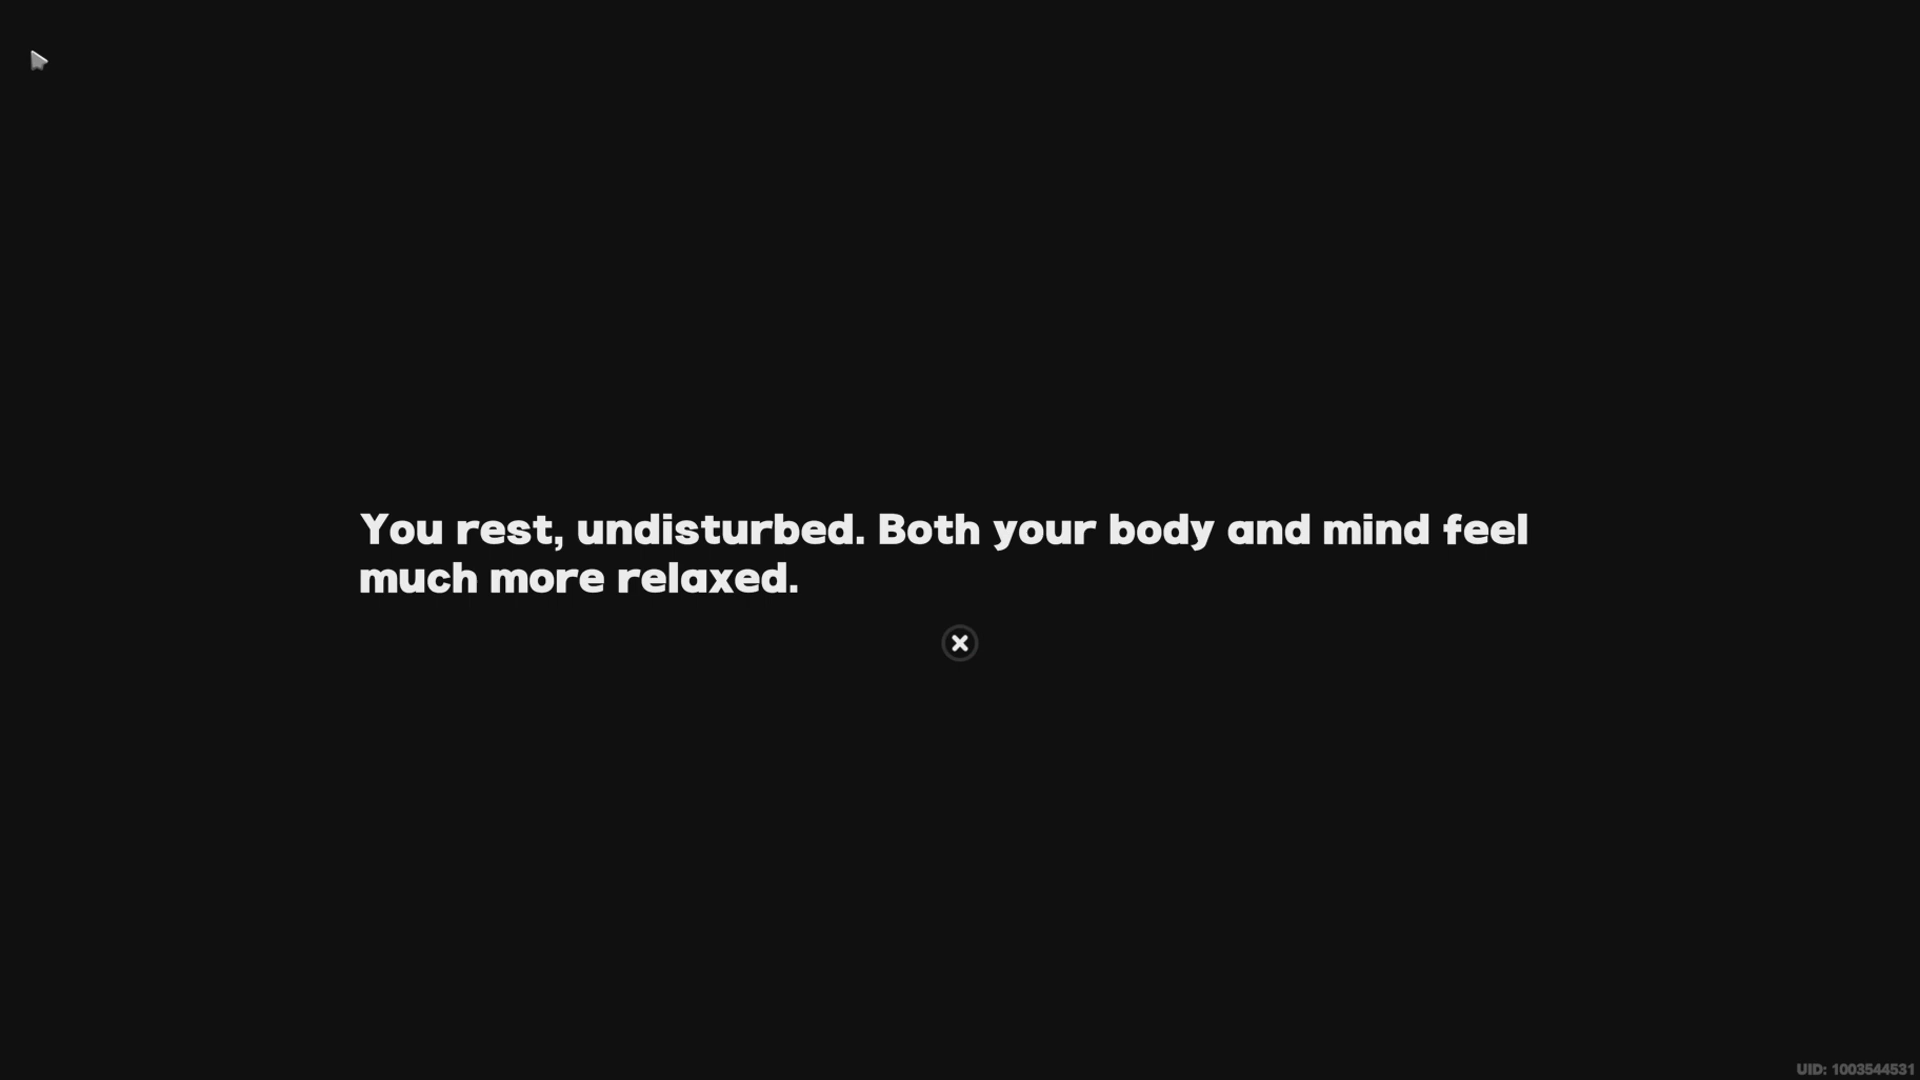 You rest, undisturbed. Both your body and mind feel
much more relaxed.
UID: 1003544531